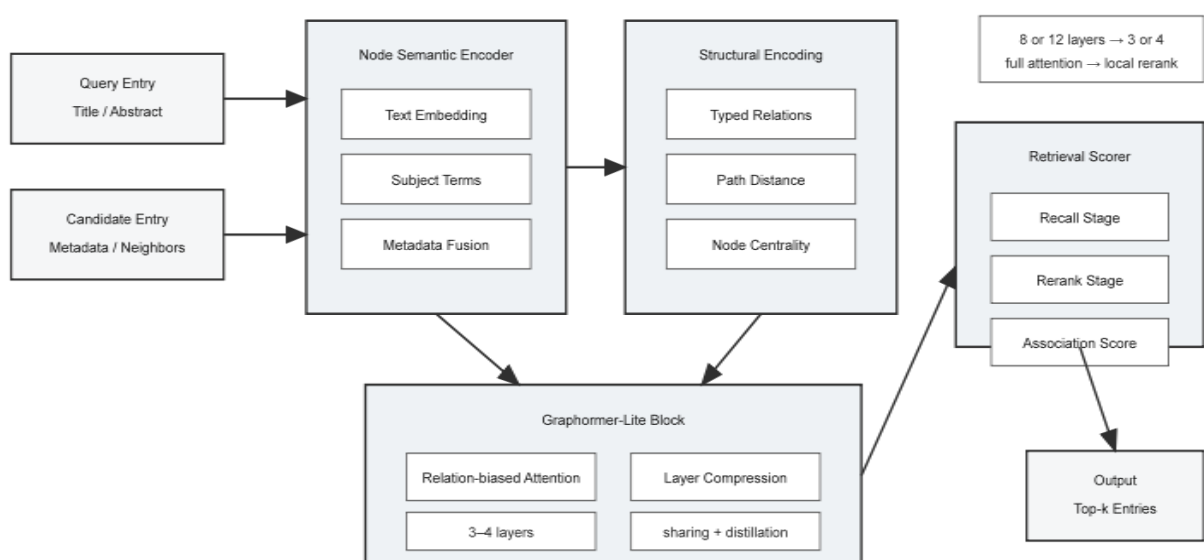 Query Entry
Title / Abstract
Candidate Entry
Metadata / Neighbors
Node Semantic Encoder
Text Embedding
Subject Terms
Metadata Fusion
Structural Encoding
Typed Relations
Path Distance
Node Centrality
8 or 12 layers → 3 or 4
full attention → local rerank
Retrieval Scorer
Recall Stage
Rerank Stage
Association Score
Graphormer-Lite Block
Relation-biased Attention
Layer Compression
3–4 layers
sharing + distillation
Output
Top-k Entries